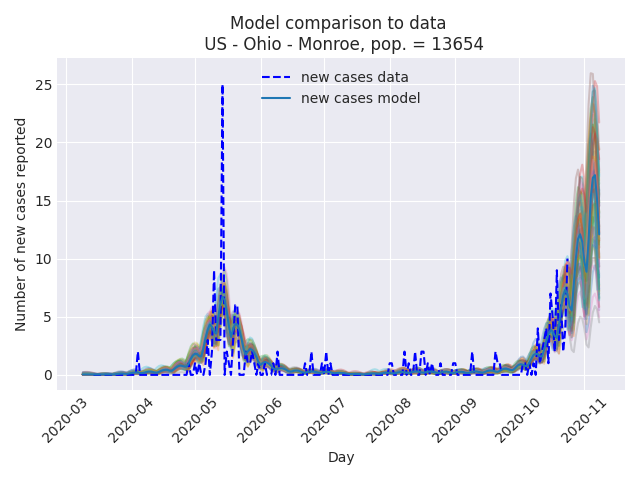 Model comparison to data
US - Ohio - Monroe, pop. = 13654
new cases data
new cases model
Number of new cases reported
25
20
15
10
5
0
2020-03
2020-04
2020-05
2020-06
2020-07
2020-08
2020-09
2020-10
2020-11
Day